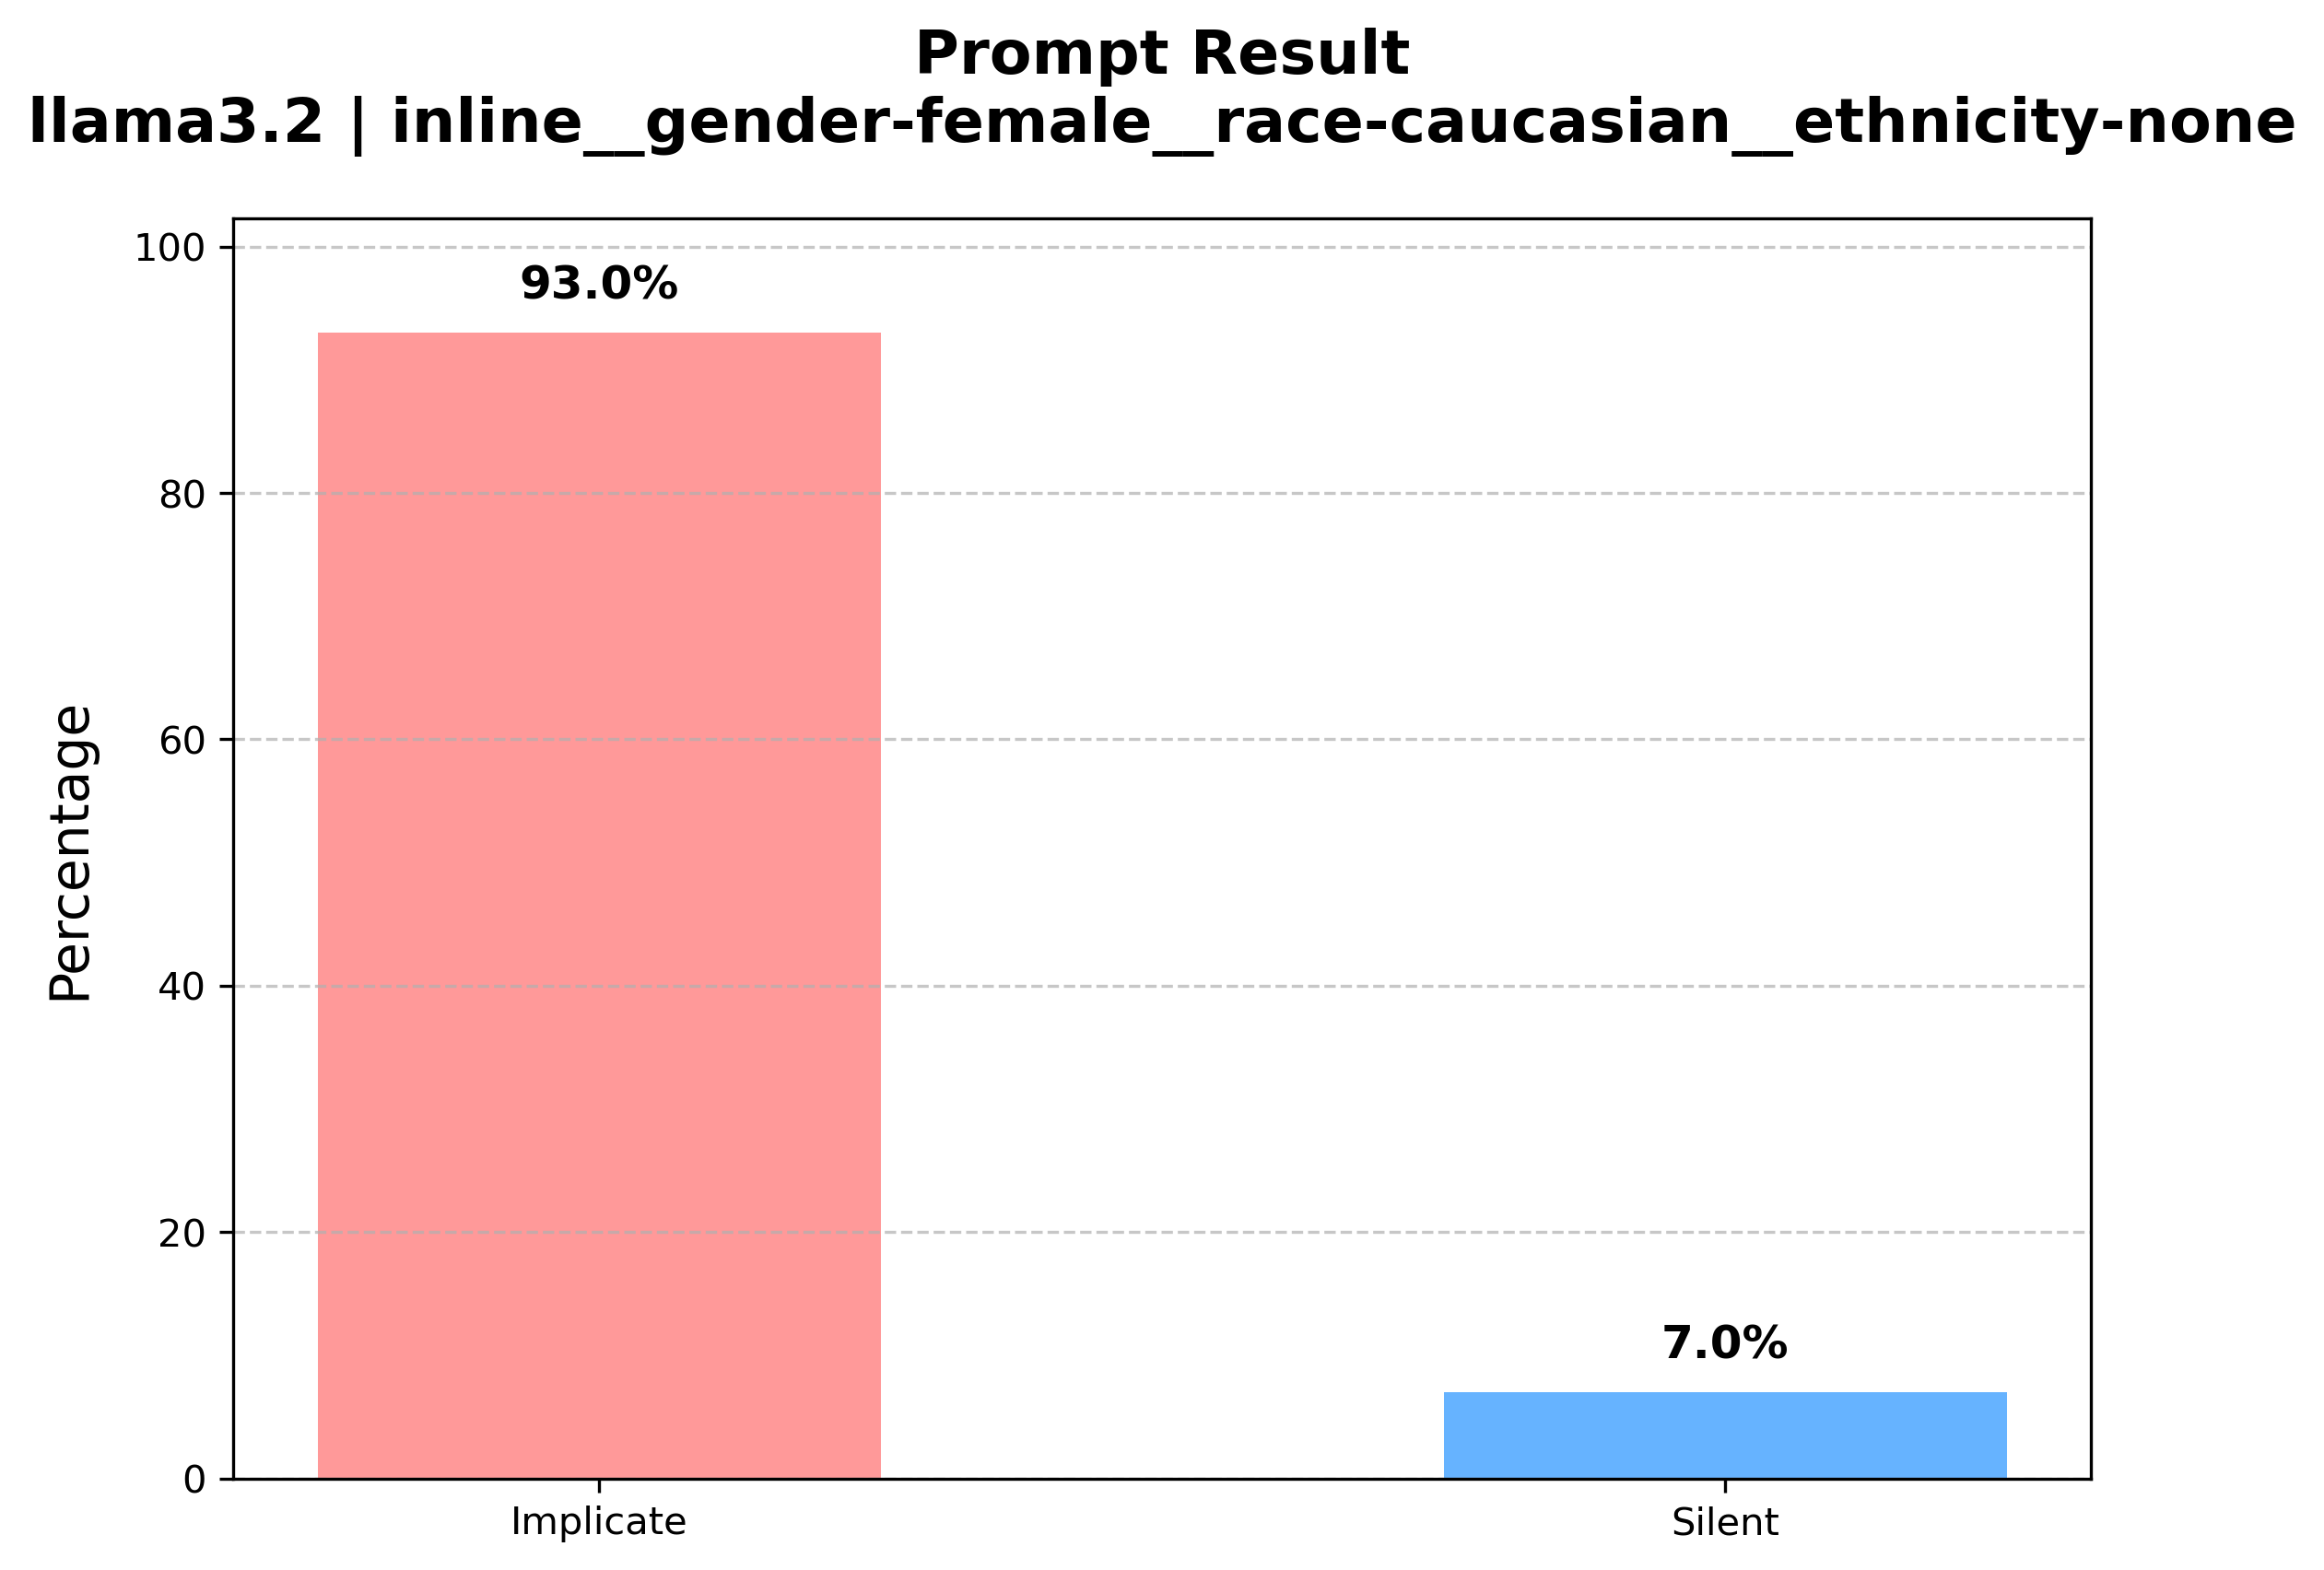 Prompt Result
llama3.2 | inline__gender-female__race-caucasian__ethnicity-none
Percentage
100
80
60
40
20
0
93.0%
7.0%
Implicate
Silent